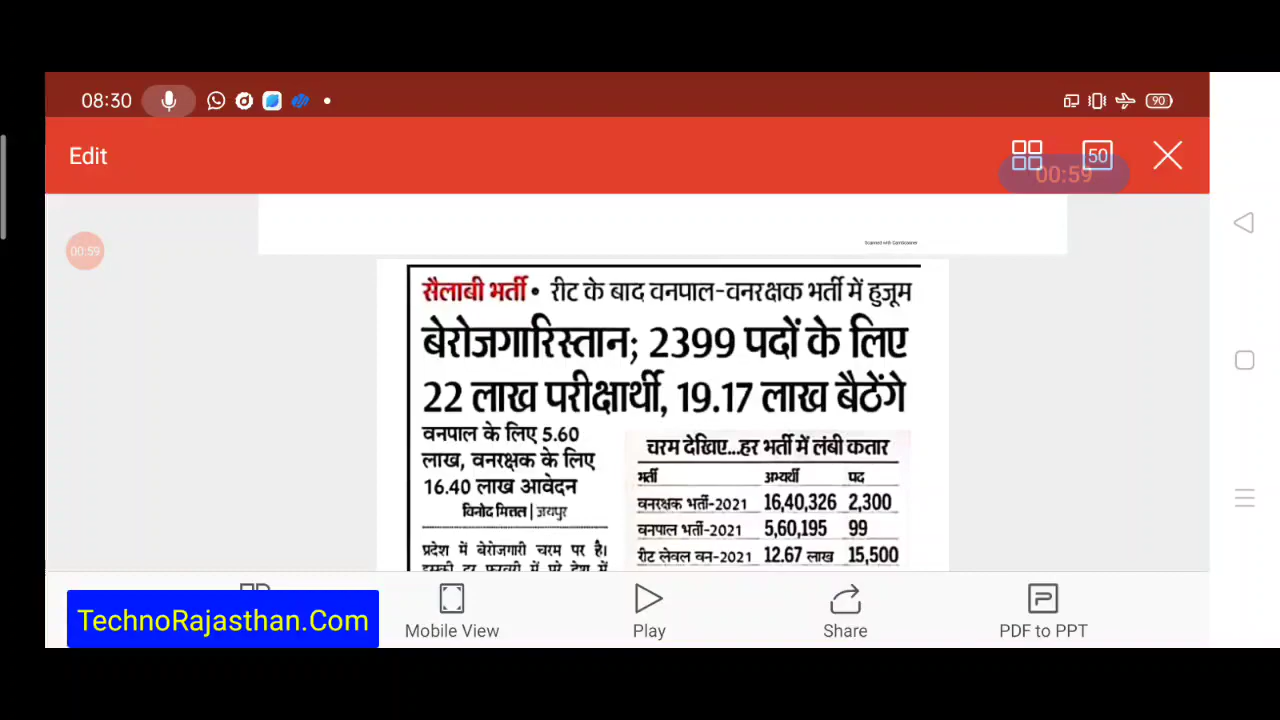 08:30
90
Edit
50
00:59
00:59
Scanned with CamScanner
सैलाबी भर्ती • रीट के बाद वनपाल-वनरक्षक भर्ती में हुजूम
बेरोजगारिस्तान; 2399 पदों के लिए
22 लाख परीक्षार्थी, 19.17 लाख बैठेंगे
वनपाल के लिए 5.60
लाख, वनरक्षक के लिए
16.40 लाख आवेदन
विनोद मित्तल | जयपुर
प्रदेश में बेरोजगारी चरम पर है।
चरम देखिए...हर भर्ती में लंबी कतार
भर्ती अभ्यर्थी पद
वनरक्षक भर्ती-2021 16,40,326 2,300
वनपाल भर्ती-2021 5,60,195 99
रीट लेवल वन-2021 12.67 लाख 15,500
TechnoRajasthan.Com
Mobile View
Play
Share
PDF to PPT